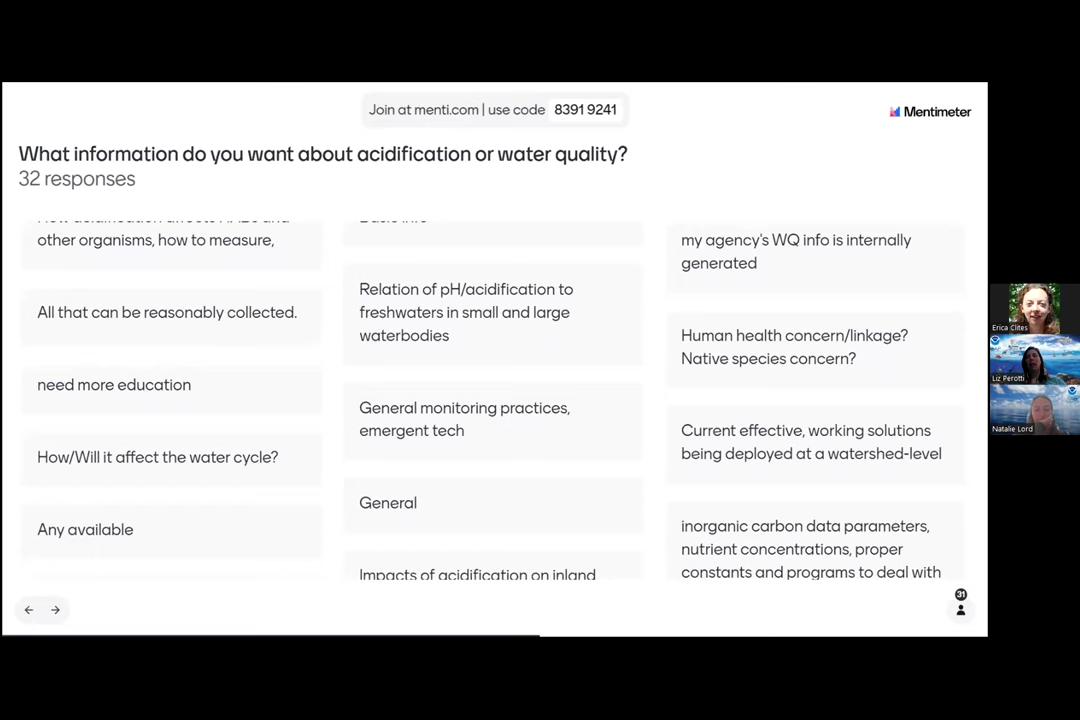 Join at menti.com | use code 8391 9241
Mentimeter
What information do you want about acidification or water quality?
32 responses
other organisms, how to measure,
All that can be reasonably collected.
need more education
How/Will it affect the water cycle?
Any available
Relation of pH/acidification to
freshwaters in small and large
waterbodies
General monitoring practices,
emergent tech
General
Impacts of acidification on inland
my agency's WQ info is internally
generated
Human health concern/linkage?
Native species concern?
Current effective, working solutions
being deployed at a watershed-level
inorganic carbon data parameters,
nutrient concentrations, proper
constants and programs to deal with
31
Erica Clites
Liz Perotti
Natalie Lord